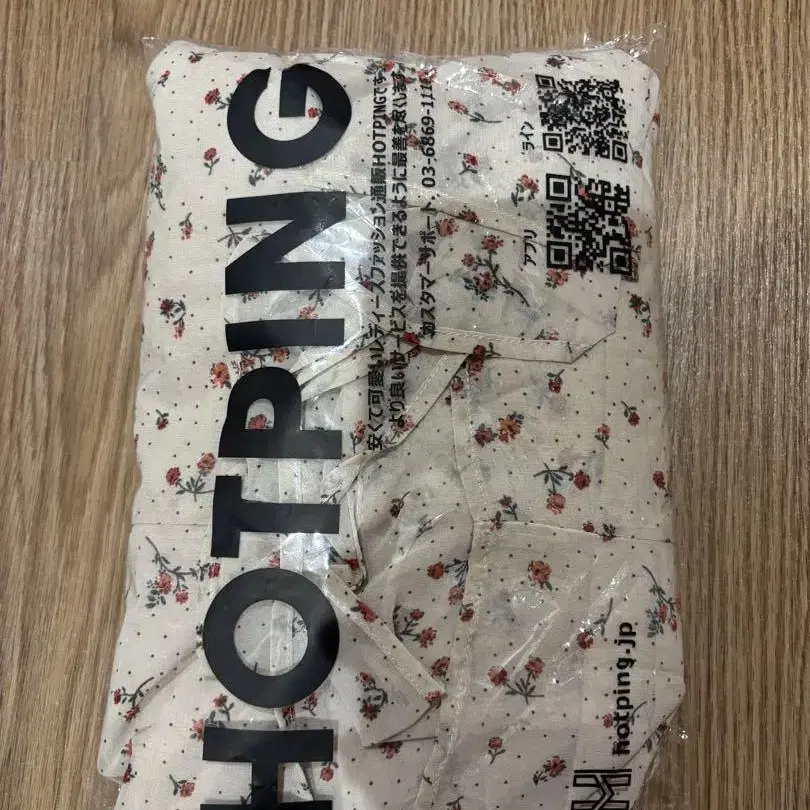 HOTPING
安くて可愛いレディースファッション通販HOTPINGです。
より良いサービスを提供できるように最善を尽くします。
カスタマーサポート 03-6869-111
ライン
アプリ
hotping.jp